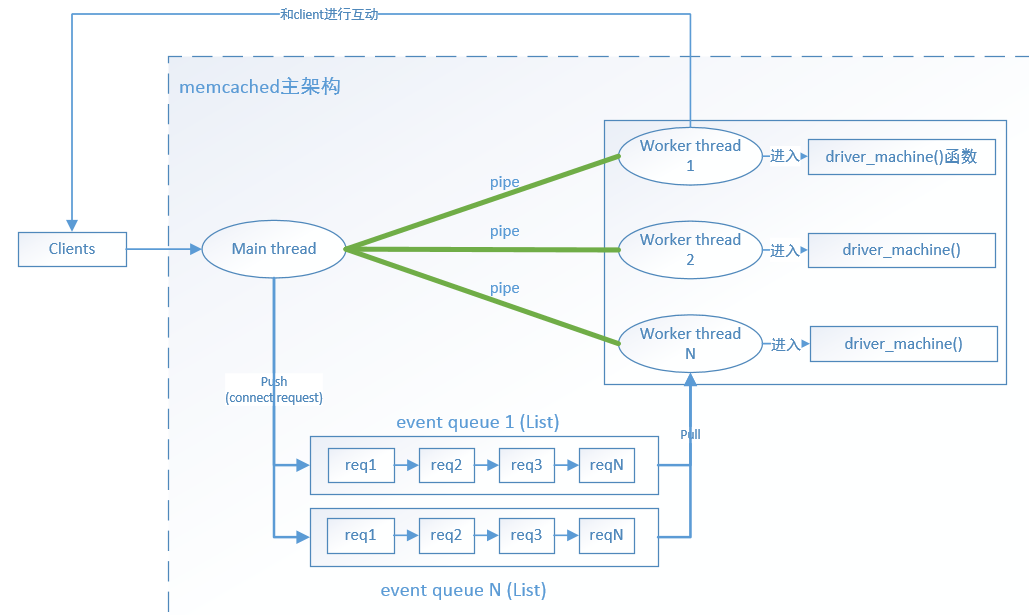 和client进行互动
memcached主架构
Worker thread
1
进入
driver_machine()函数
pipe
Clients
Main thread
pipe
Worker thread
2
进入
driver_machine()
pipe
Worker thread
N
进入
driver_machine()
Push
(connect request)
event queue 1 (List)
Pull
req1
req2
req3
reqN
req1
req2
req3
reqN
event queue N (List)